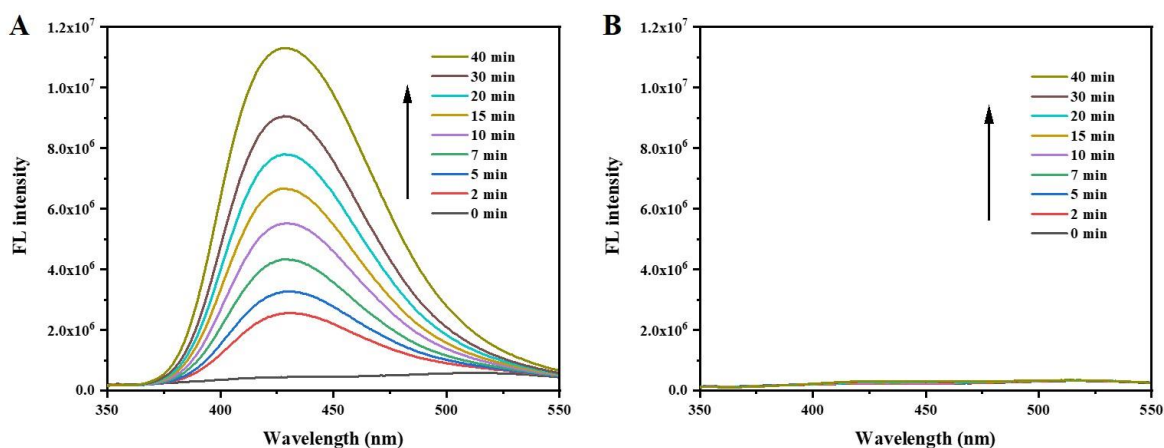 A
1.2x10⁷
1.0x10⁷
8.0x10⁶
6.0x10⁶
4.0x10⁶
2.0x10⁶
0.0
FL intensity
40 min
30 min
20 min
15 min
10 min
7 min
5 min
2 min
0 min
350 400 450 500 550
Wavelength (nm)
B
1.2x10⁷
1.0x10⁷
8.0x10⁶
6.0x10⁶
4.0x10⁶
2.0x10⁶
0.0
FL intensity
40 min
30 min
20 min
15 min
10 min
7 min
5 min
2 min
0 min
350 400 450 500 550
Wavelength (nm)